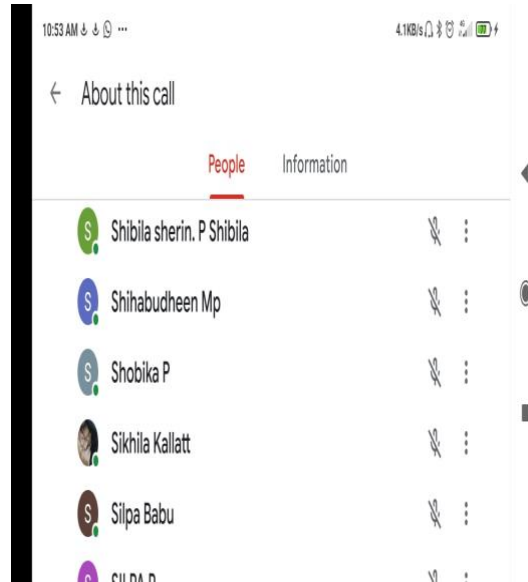 10:53 AM ... 4.1KB/s
About this call
People Information
S Shibila sherin. P Shibila
S Shihabudheen Mp
S Shobika P
Sikhila Kallatt
S Silpa Babu
S SILPA P